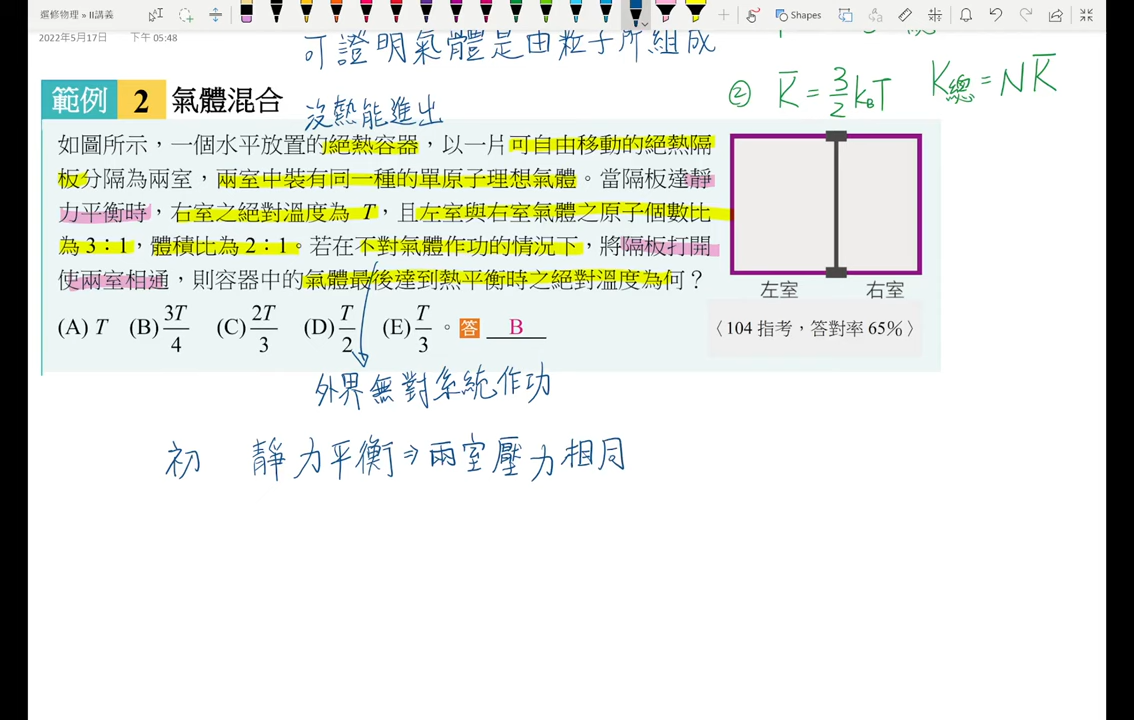 選修物理 » II講義
Shapes
2022年5月17日 下午 05:48
可證明氣體是由粒子所組成
② K̅ = 3/2 k_B T K總 = N K̅
範例 2 氣體混合
沒熱能進出
如圖所示，一個水平放置的絕熱容器，以一片可自由移動的絕熱隔
板分隔為兩室，兩室中裝有同一種的單原子理想氣體。當隔板達靜
力平衡時，右室之絕對溫度為 T，且左室與右室氣體之原子個數比
為 3：1，體積比為 2：1。若在不對氣體作功的情況下，將隔板打開
使兩室相通，則容器中的氣體最後達到熱平衡時之絕對溫度為何？
(A) T (B) 3T/4 (C) 2T/3 (D) T/2 (E) T/3 。答 B
左室 右室
〈104 指考，答對率 65%〉
外界無對系統作功
初 靜力平衡⇒兩室壓力相同